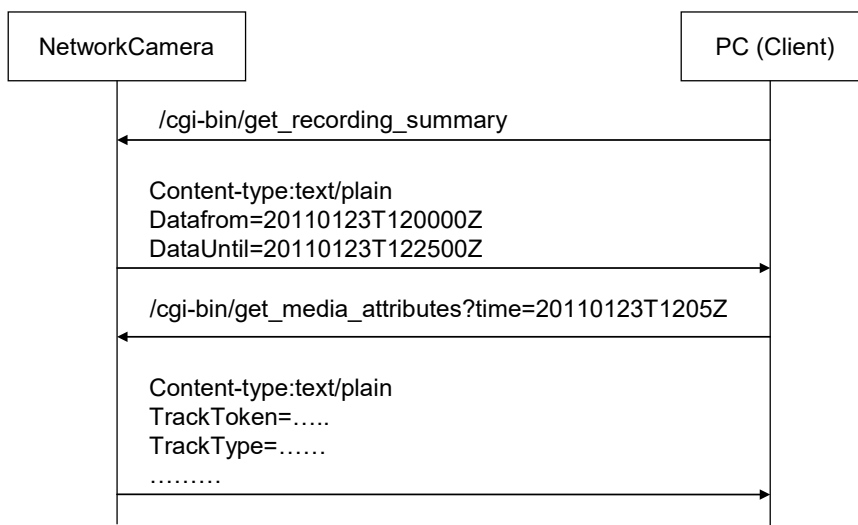 NetworkCamera
PC (Client)
/cgi-bin/get_recording_summary
Content-type:text/plain
Datafrom=20110123T120000Z
DataUntil=20110123T122500Z
/cgi-bin/get_media_attributes?time=20110123T1205Z
Content-type:text/plain
TrackToken=…..
TrackType=……
………